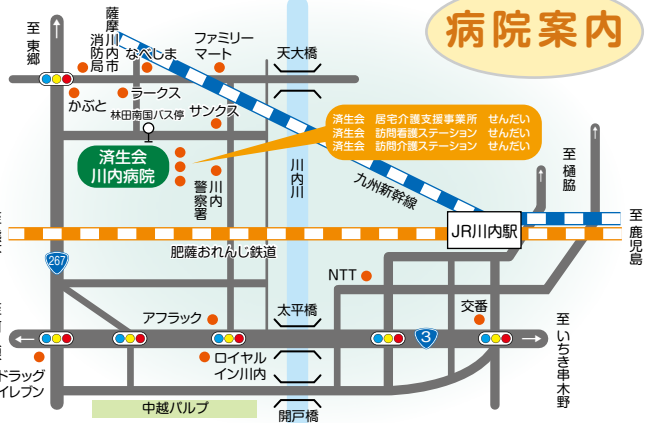 病院案内
至 東郷
薩摩川内市
消防局
なべしま
ファミリー
マート
天大橋
かぶと
ラークス
林田南国バス停
サンクス
済生会　居宅介護支援事業所　せんだい
済生会　訪問看護ステーション　せんだい
済生会　訪問介護ステーション　せんだい
済生会
川内病院
川内
警察署
川内川
九州新幹線
至 樋脇
JR川内駅
至 鹿児島
肥薩おれんじ鉄道
267
NTT
アフラック
太平橋
3
交番
至 いちき串木野
ロイヤル
イン川内
ドラッグ
イレブン
中越パルプ
開戸橋